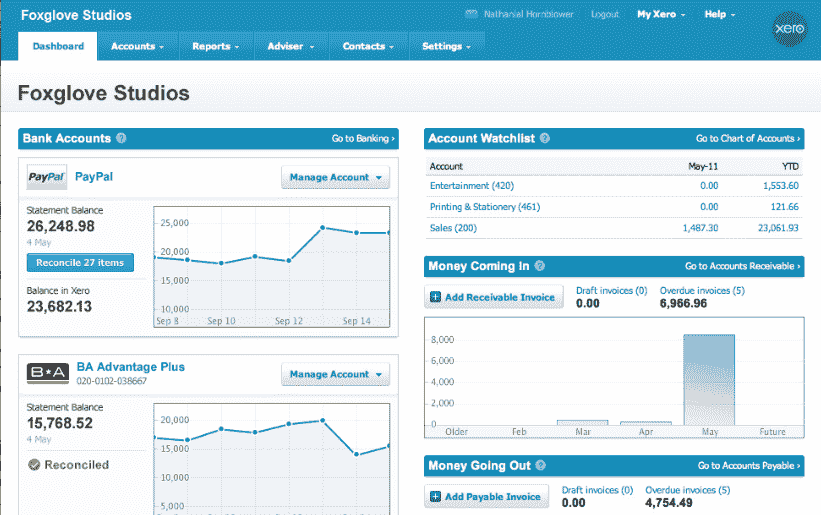 Foxglove Studios
Nathanial Hornblower Logout My Xero Help
xero
Dashboard Accounts Reports Adviser Contacts Settings
Foxglove Studios
Bank Accounts ? Go to Banking ›
PayPal PayPal Manage Account
Statement Balance
26,248.98
4 May
Reconcile 27 items
Balance in Xero
23,682.13
25,000
20,000
15,000
10,000
Sep 8 Sep 10 Sep 12 Sep 14
B★A BA Advantage Plus
020-0102-038667
Manage Account
Statement Balance
15,768.52
4 May
Reconciled
20,000
15,000
10,000
5,000
Account Watchlist ? Go to Chart of Accounts ›
Account May-11 YTD
Entertainment (420) 0.00 1,553.60
Printing & Stationery (461) 0.00 121.66
Sales (200) 1,487.30 23,061.93
Money Coming In ? Go to Accounts Receivable ›
Add Receivable Invoice
Draft invoices (0) Overdue invoices (5)
0.00 6,966.96
8,000
6,000
4,000
2,000
0
Older Feb Mar Apr May Future
Money Going Out ? Go to Accounts Payable ›
Add Payable Invoice
Draft invoices (0) Overdue invoices (5)
0.00 4,754.49